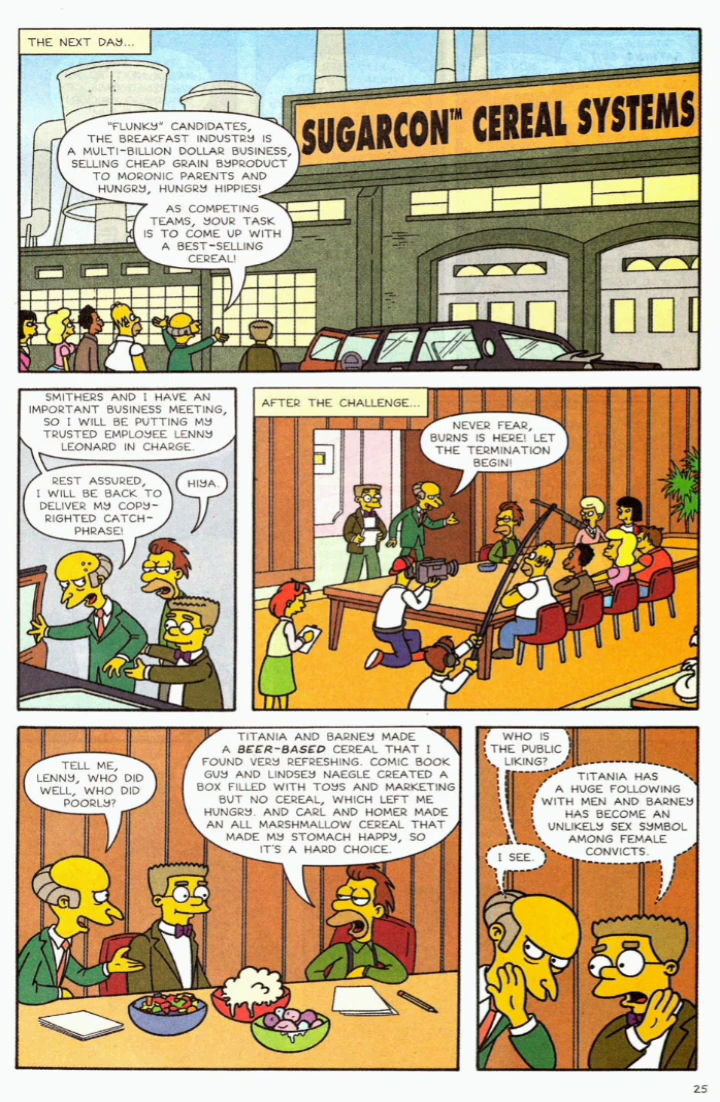 THE NEXT DAY...
"FLUNKY" CANDIDATES,
THE BREAKFAST INDUSTRY IS
A MULTI-BILLION DOLLAR BUSINESS,
SELLING CHEAP GRAIN BYPRODUCT
TO MORONIC PARENTS AND
HUNGRY, HUNGRY HIPPIES!
AS COMPETING
TEAMS, YOUR TASK
IS TO COME UP WITH
A BEST-SELLING
CEREAL!
SUGARCON™ CEREAL SYSTEMS
SMITHERS AND I HAVE AN
IMPORTANT BUSINESS MEETING,
SO I WILL BE PUTTING MY
TRUSTED EMPLOYEE LENNY
LEONARD IN CHARGE.
REST ASSURED,
I WILL BE BACK TO
DELIVER MY COPY-
RIGHTED CATCH-
PHRASE!
HIYA.
AFTER THE CHALLENGE...
NEVER FEAR,
BURNS IS HERE! LET
THE TERMINATION
BEGIN!
TELL ME,
LENNY, WHO DID
WELL, WHO DID
POORLY?
TITANIA AND BARNEY MADE
A BEER-BASED CEREAL THAT I
FOUND VERY REFRESHING. COMIC BOOK
GUY AND LINDSEY NAEGLE CREATED A
BOX FILLED WITH TOYS AND MARKETING
BUT NO CEREAL, WHICH LEFT ME
HUNGRY. AND CARL AND HOMER MADE
AN ALL MARSHMALLOW CEREAL THAT
MADE MY STOMACH HAPPY, SO
IT'S A HARD CHOICE.
WHO IS
THE PUBLIC
LIKING?
TITANIA HAS
A HUGE FOLLOWING
WITH MEN AND BARNEY
HAS BECOME AN
UNLIKELY SEX SYMBOL
AMONG FEMALE
CONVICTS.
I SEE.
25